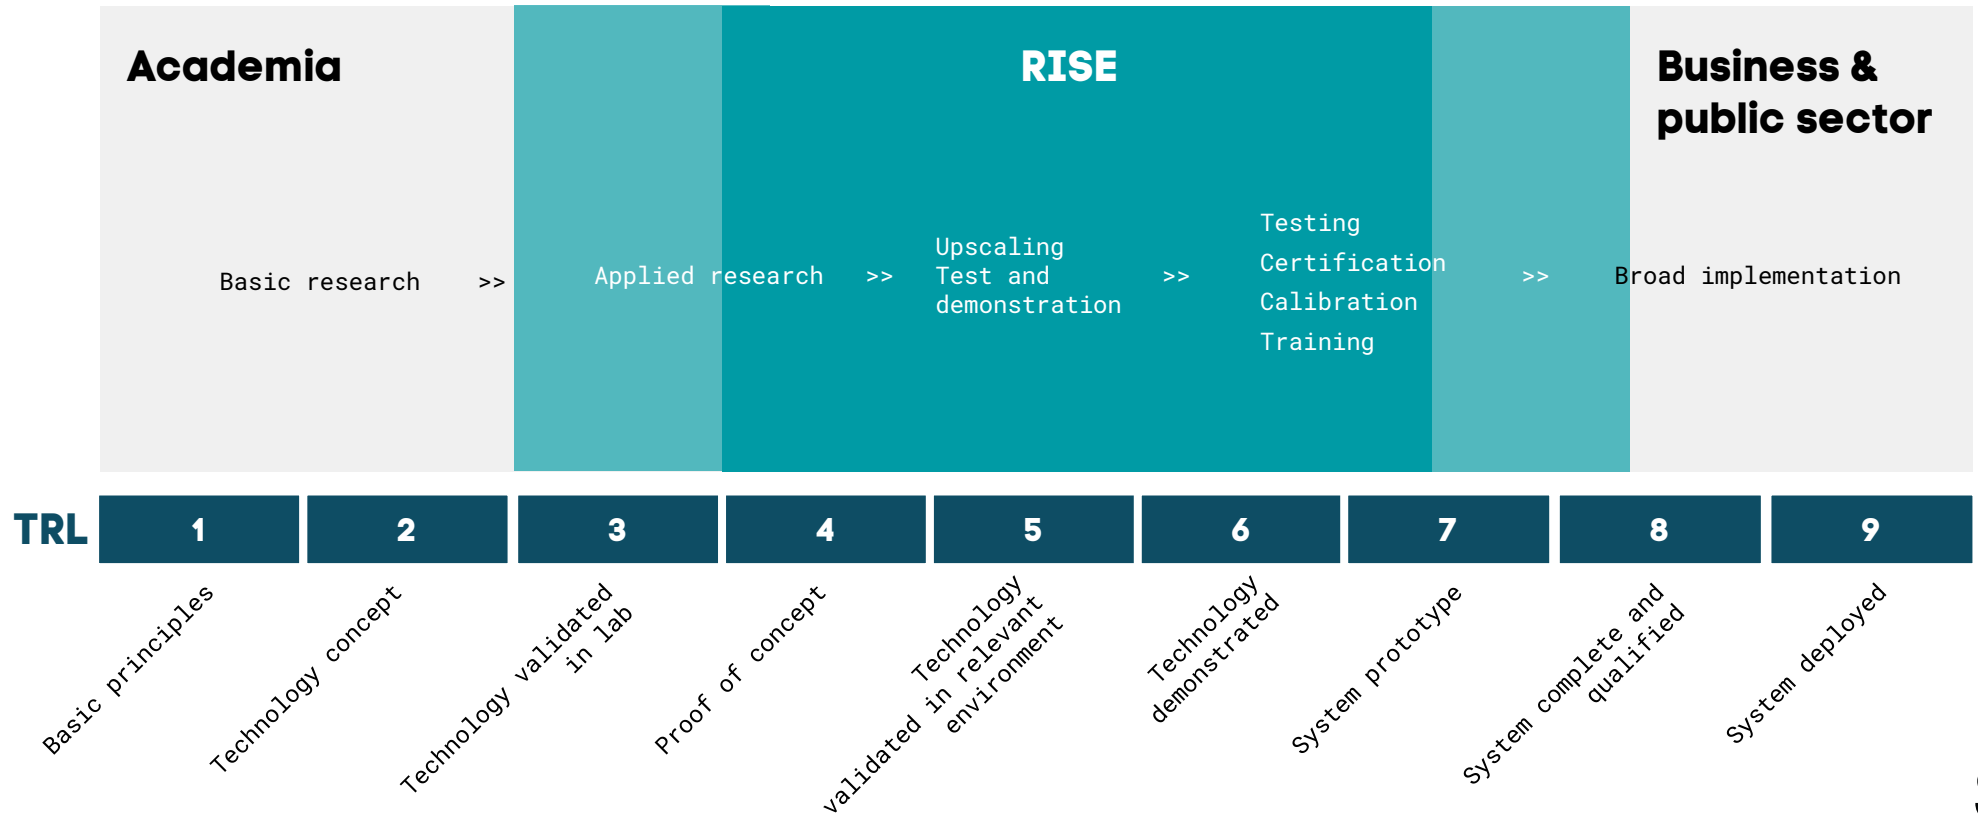 Academia
RISE
Business &
public sector
Basic research
>>
Applied research
>>
Upscaling
Test and
demonstration
>>
Testing
Certification
Calibration
Training
>>
Broad implementation
TRL
1
2
3
4
5
6
7
8
9
Basic principles
Technology concept
Technology validated
in lab
Proof of concept
Technology
validated in relevant
environment
Technology
demonstrated
System prototype
System complete and
qualified
System deployed